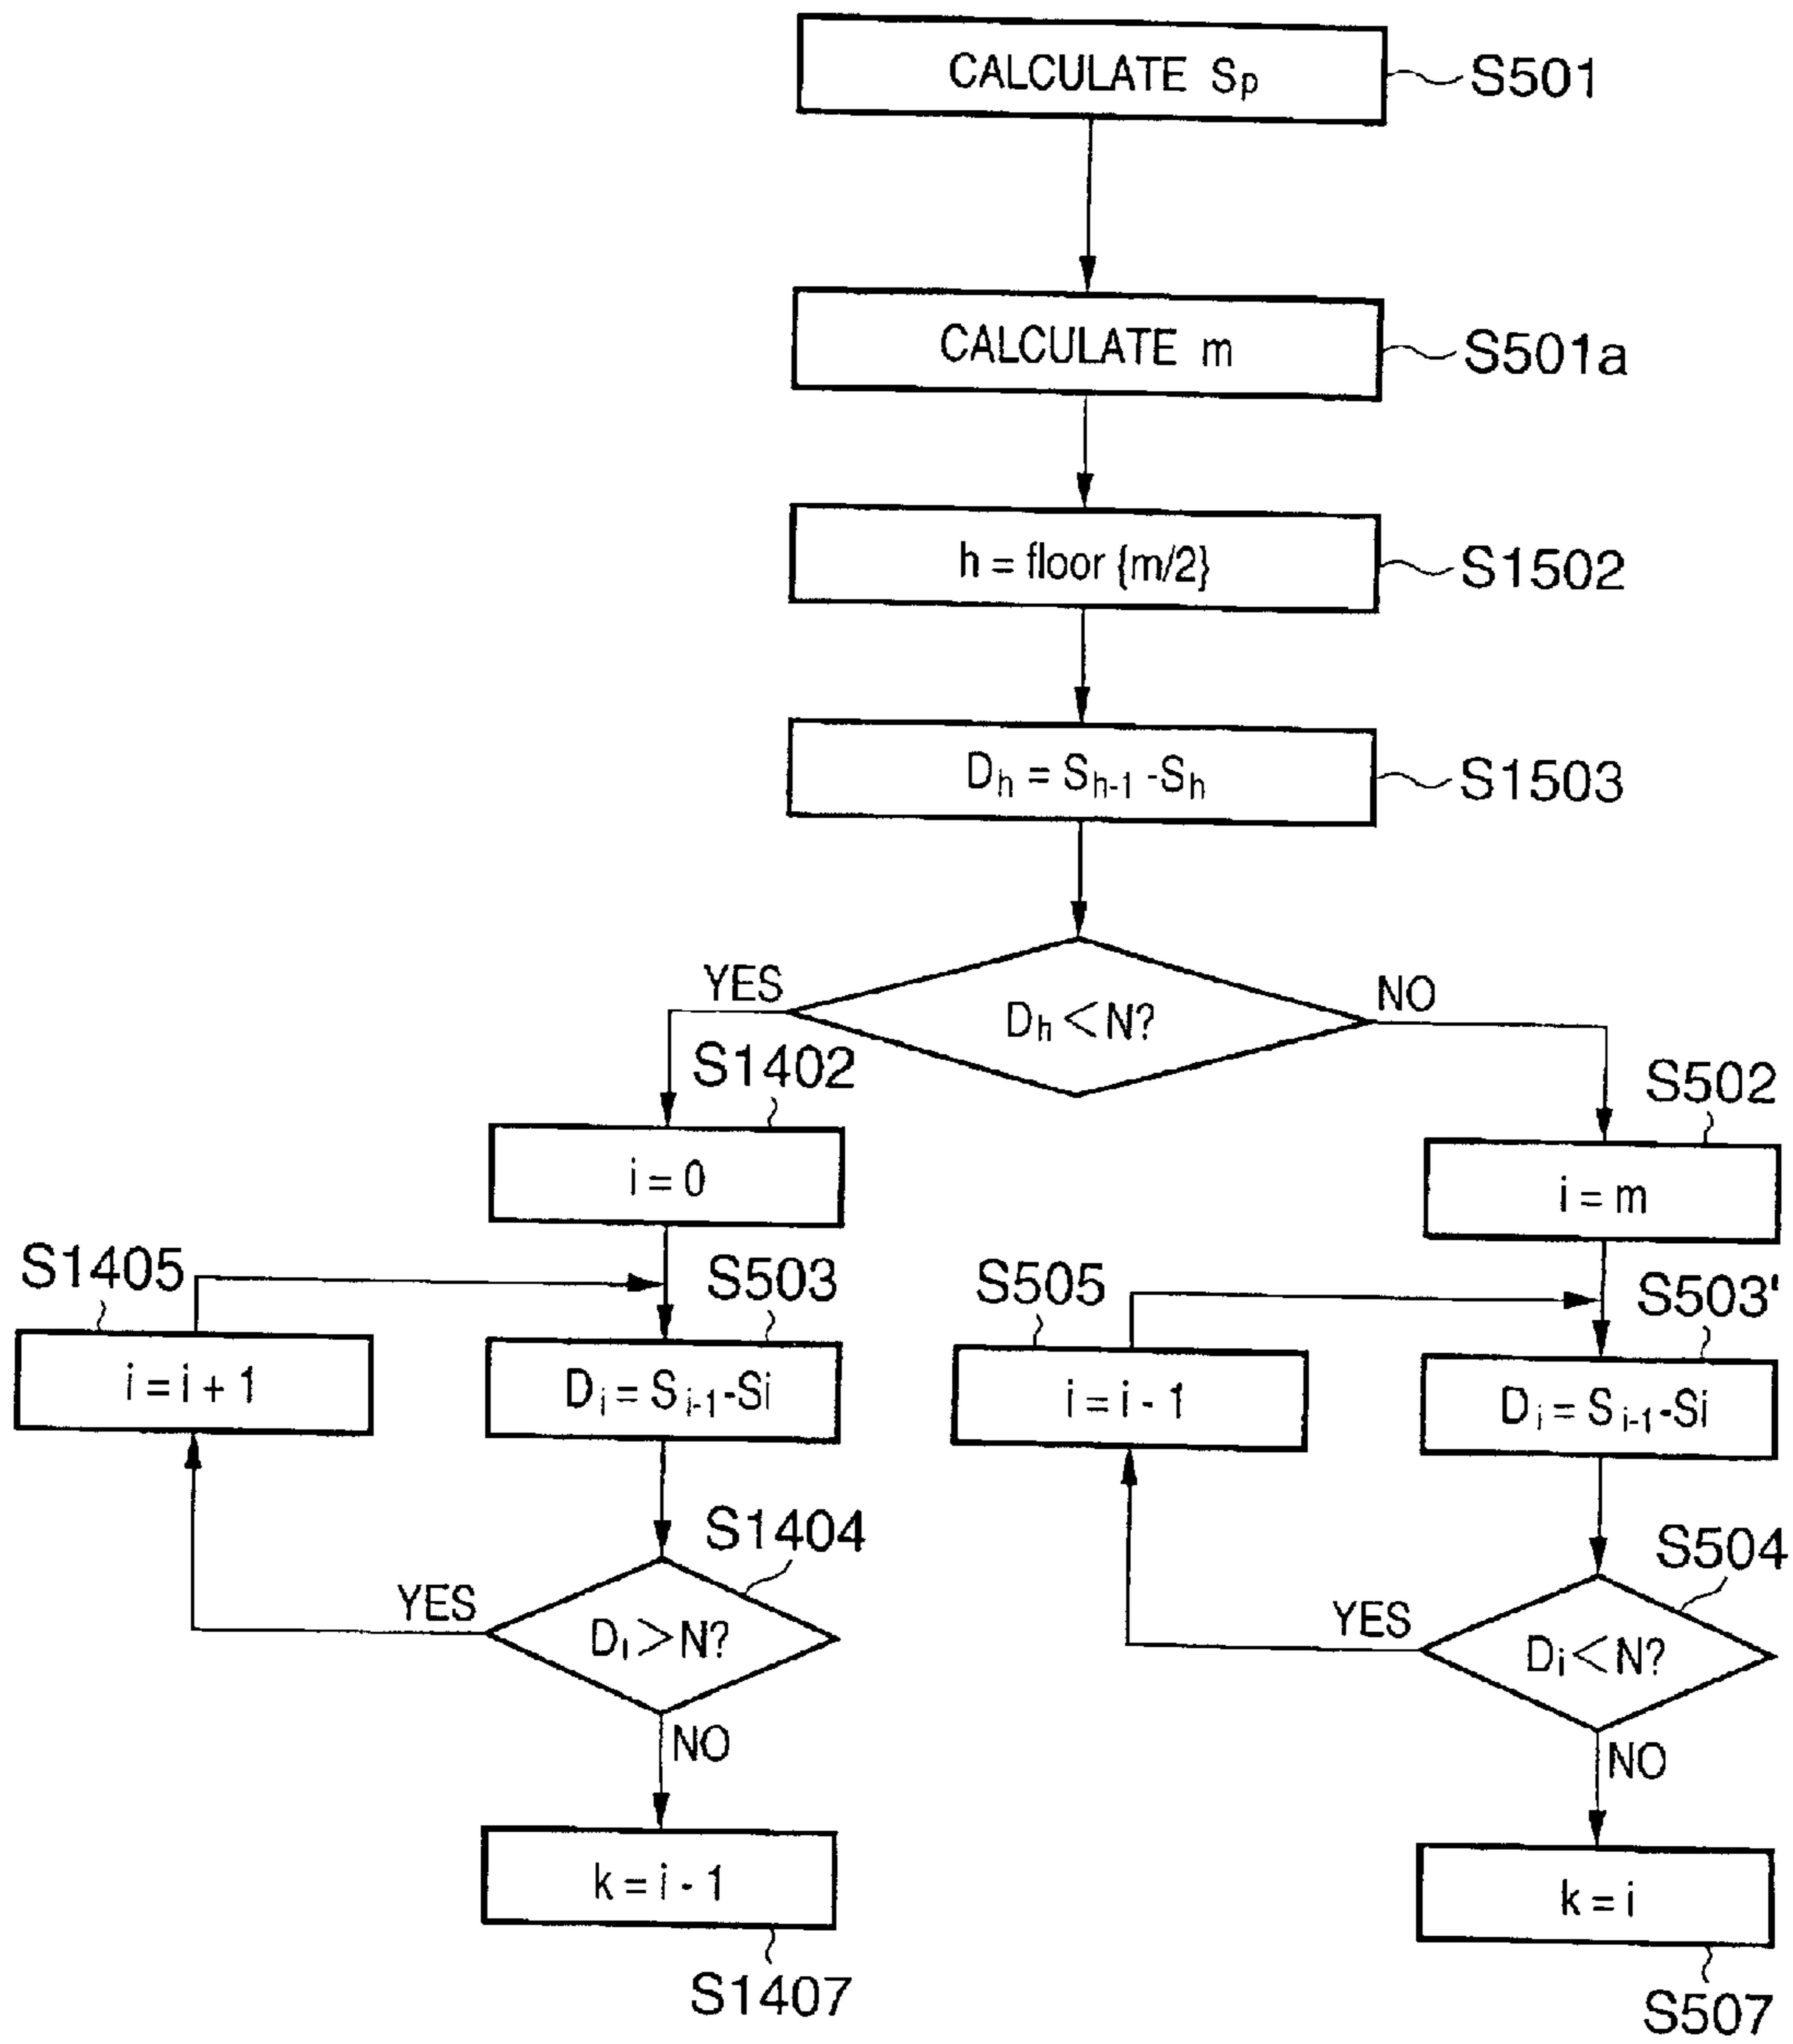 CALCULATE Sp
S501
CALCULATE m
S501a
h = floor {m/2}
S1502
Dh = Sh-1 -Sh
S1503
Dh < N?
YES
NO
S1402
i = 0
S502
i = m
S1405
i = i + 1
S503
Di = Si-1-Si
S505
i = i - 1
S503'
Di = Si-1-Si
S1404
Di > N?
YES
NO
S504
Di < N?
YES
NO
k = i - 1
S1407
k = i
S507